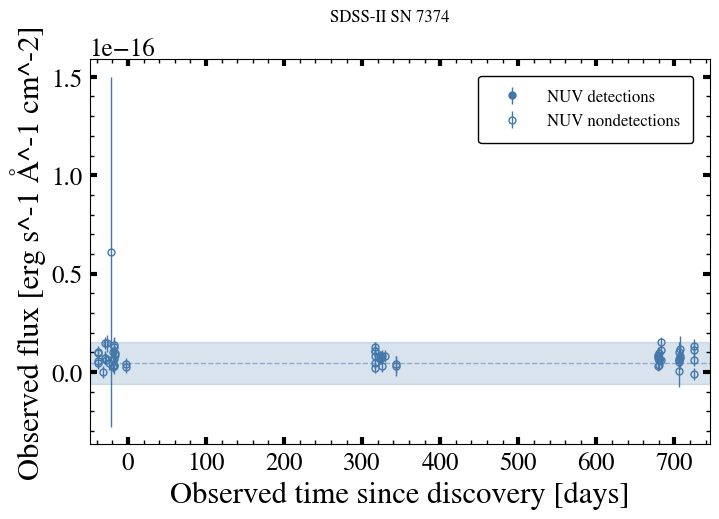 SDSS-II SN 7374
1e−16
Observed flux [erg s^-1 Å^-1 cm^-2]
1.5
1.0
0.5
0.0
NUV detections
NUV nondetections
0 100 200 300 400 500 600 700
Observed time since discovery [days]